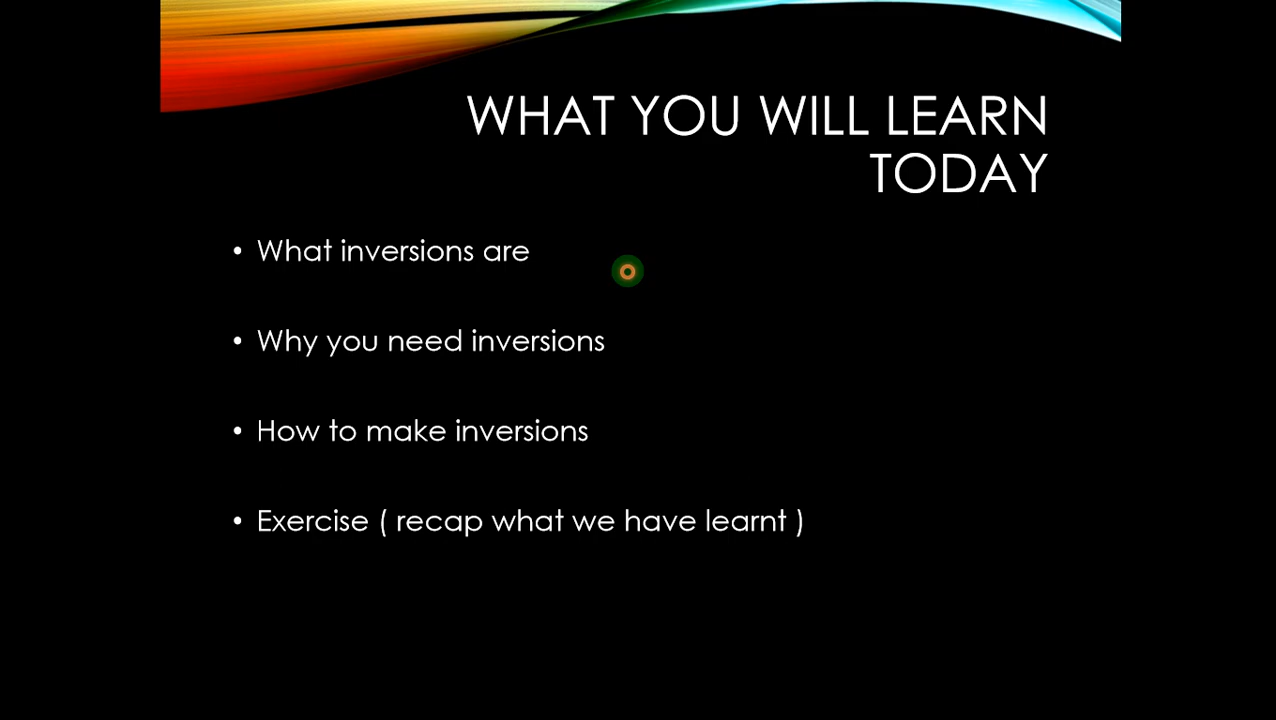 WHAT YOU WILL LEARN
TODAY
• What inversions are
• Why you need inversions
• How to make inversions
• Exercise ( recap what we have learnt )